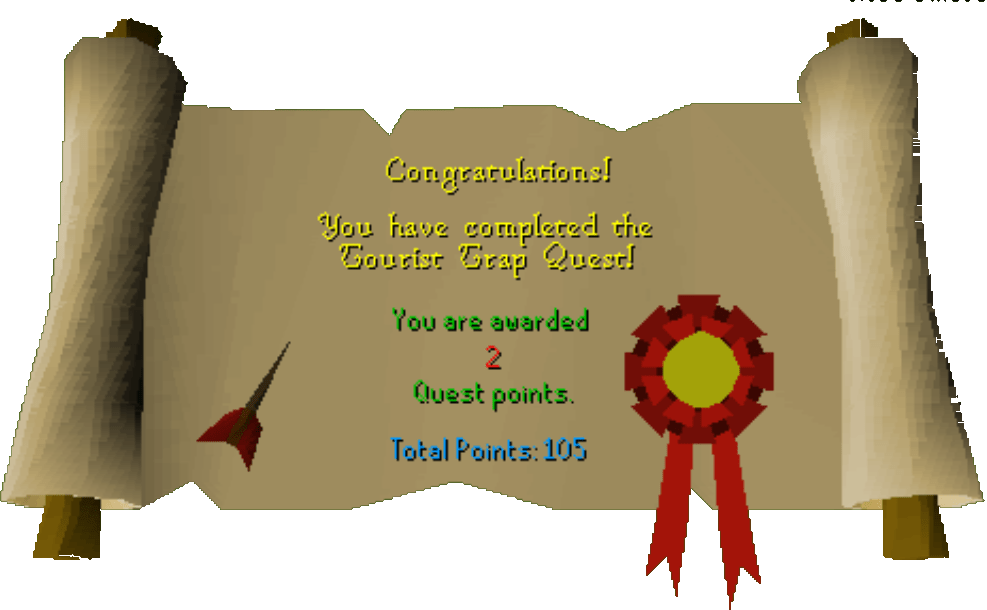 Congratulations!
You have completed the
Tourist Trap Quest!
You are awarded
2
Quest points.
Total Points: 105